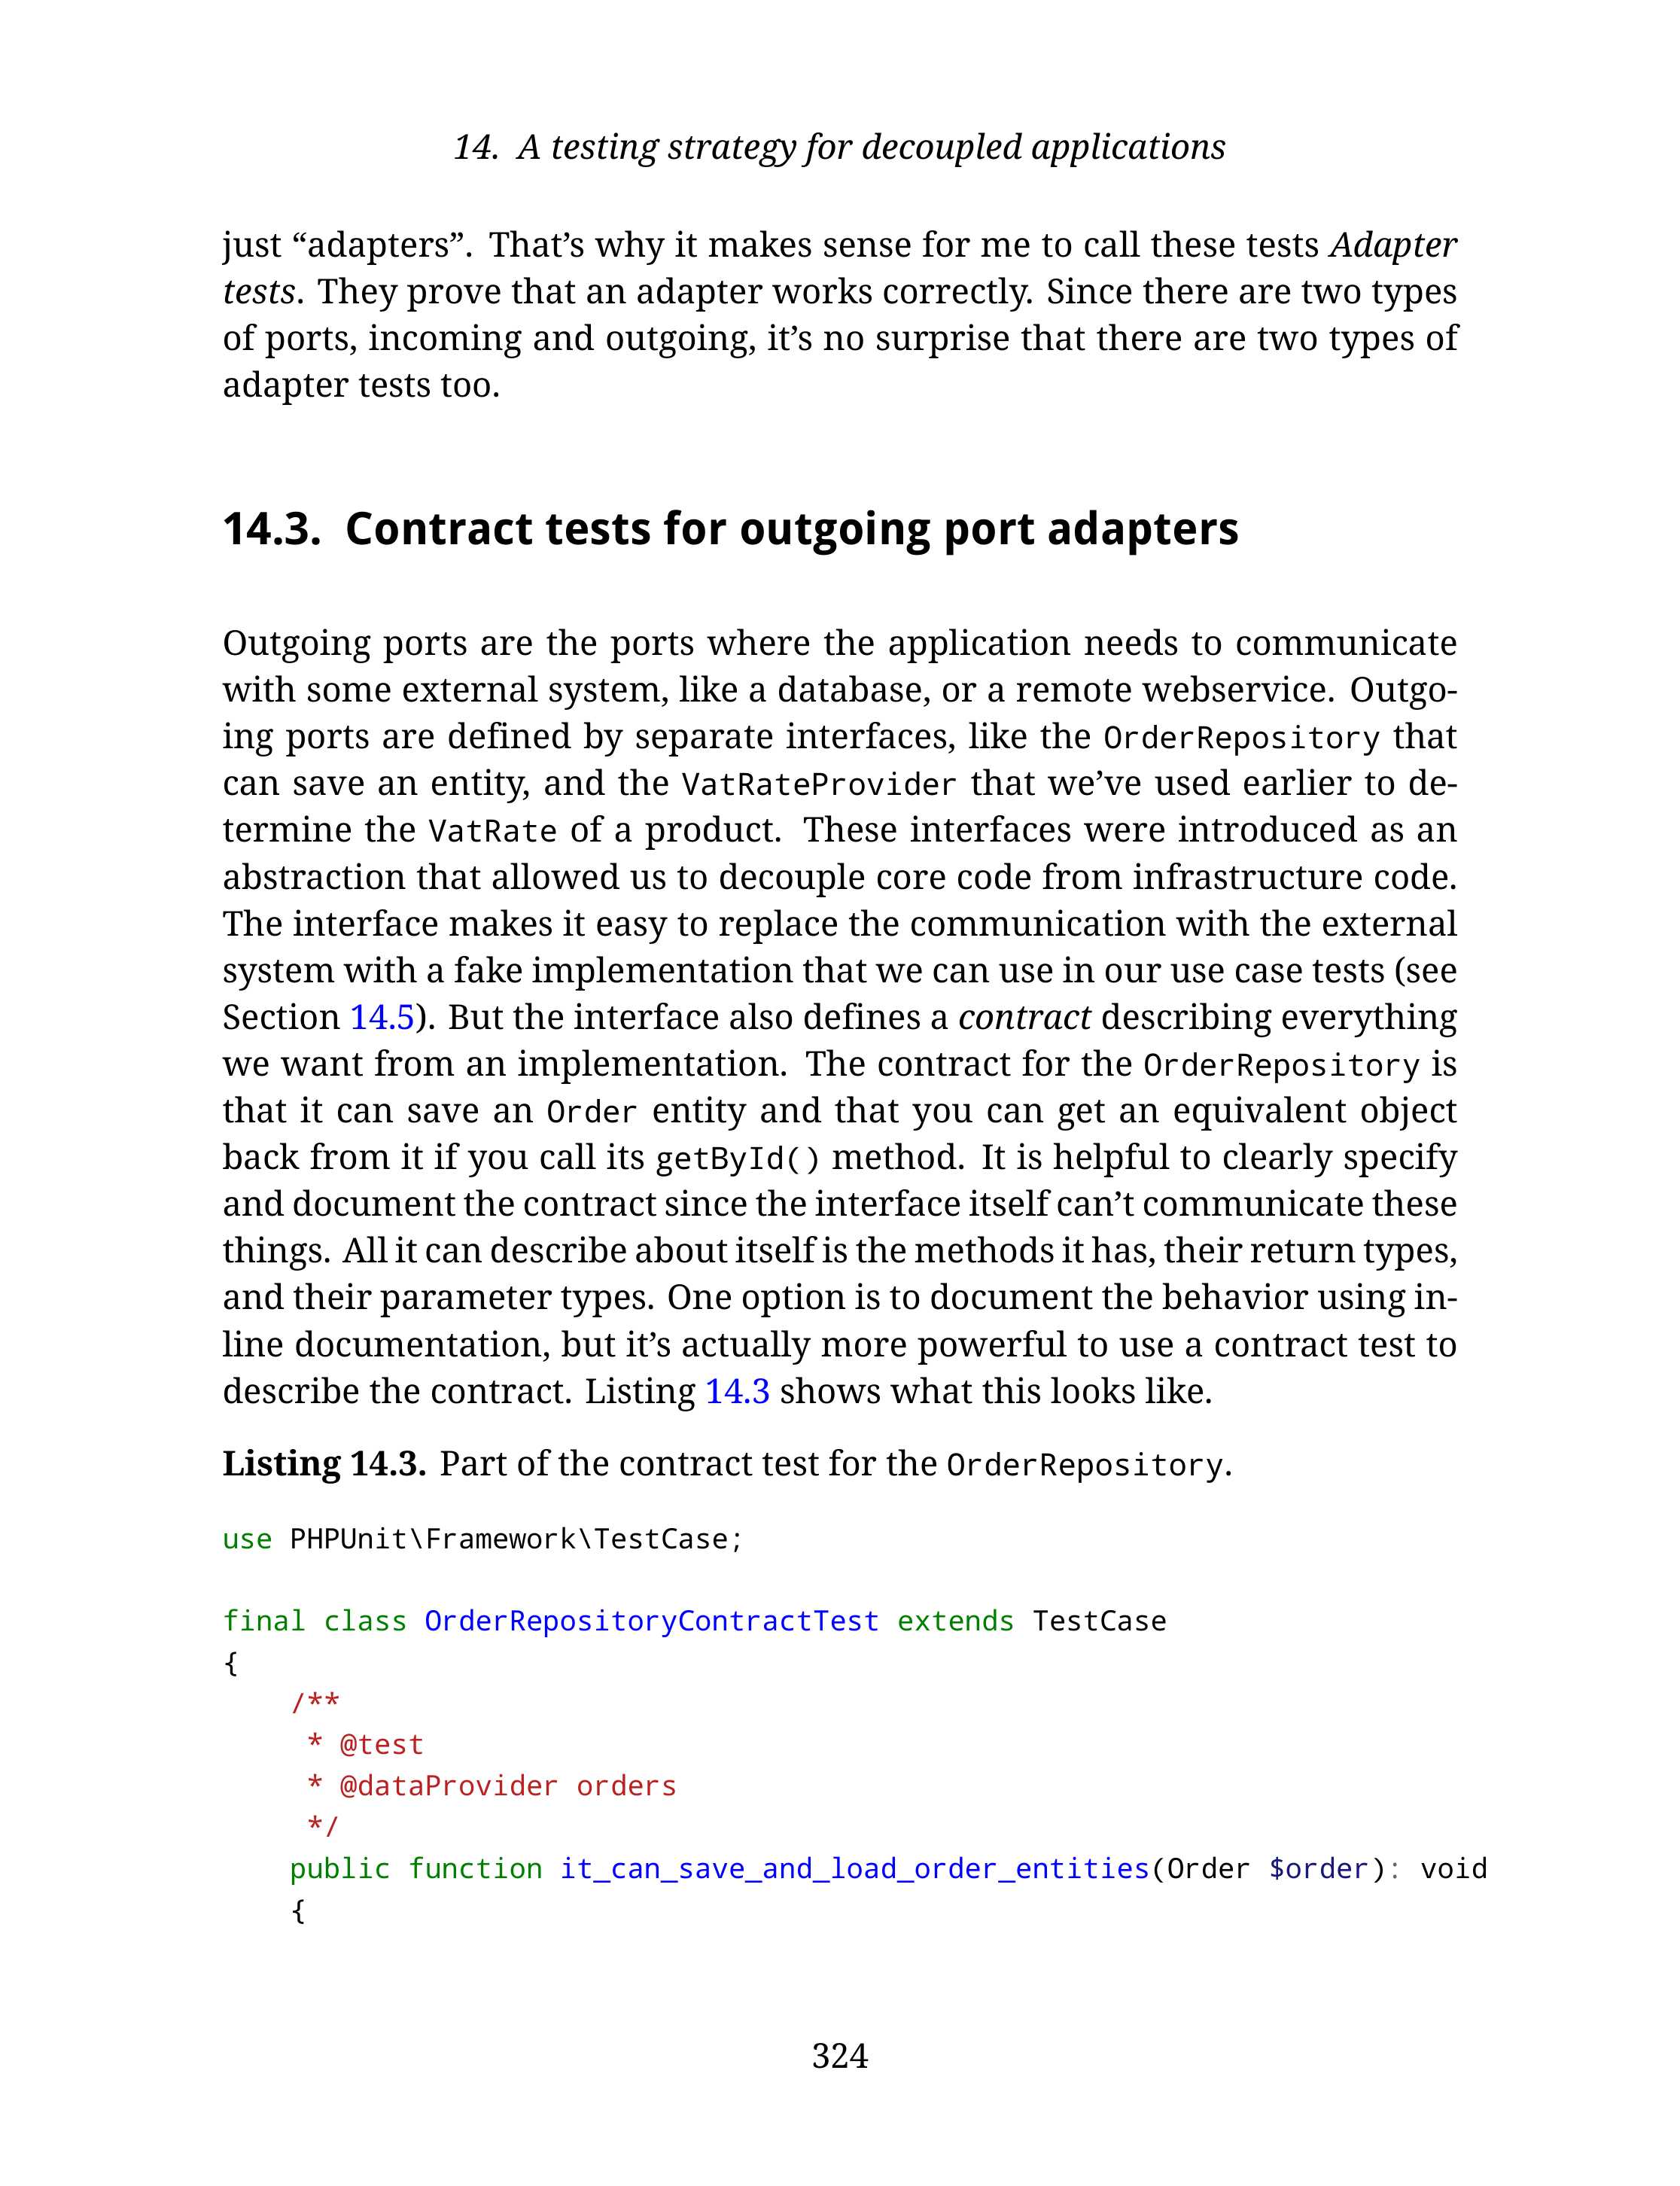 14. A testing strategy for decoupled applications
just “adapters”. That’s why it makes sense for me to call these tests Adapter
tests. They prove that an adapter works correctly. Since there are two types
of ports, incoming and outgoing, it’s no surprise that there are two types of
adapter tests too.
14.3. Contract tests for outgoing port adapters
Outgoing ports are the ports where the application needs to communicate
with some external system, like a database, or a remote webservice. Outgo-
ing ports are defined by separate interfaces, like the OrderRepository that
can save an entity, and the VatRateProvider that we’ve used earlier to de-
termine the VatRate of a product. These interfaces were introduced as an
abstraction that allowed us to decouple core code from infrastructure code.
The interface makes it easy to replace the communication with the external
system with a fake implementation that we can use in our use case tests (see
Section 14.5). But the interface also defines a contract describing everything
we want from an implementation. The contract for the OrderRepository is
that it can save an Order entity and that you can get an equivalent object
back from it if you call its getById() method. It is helpful to clearly specify
and document the contract since the interface itself can’t communicate these
things. All it can describe about itself is the methods it has, their return types,
and their parameter types. One option is to document the behavior using in-
line documentation, but it’s actually more powerful to use a contract test to
describe the contract. Listing 14.3 shows what this looks like.
Listing 14.3. Part of the contract test for the OrderRepository.
use PHPUnit\Framework\TestCase;
final class OrderRepositoryContractTest extends TestCase
{
    /**
     * @test
     * @dataProvider orders
     */
    public function it_can_save_and_load_order_entities(Order $order): void
    {
324